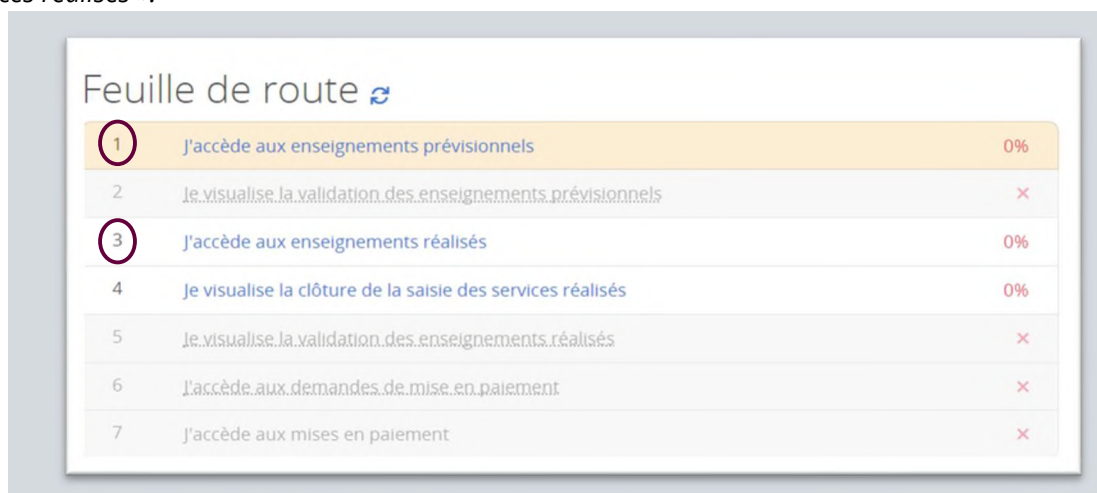 ces réalisés ».
Feuille de route
1 J'accède aux enseignements prévisionnels 0%
2 Je visualise la validation des enseignements prévisionnels ×
3 J'accède aux enseignements réalisés 0%
4 Je visualise la clôture de la saisie des services réalisés 0%
5 Je visualise la validation des enseignements réalisés ×
6 J'accède aux demandes de mise en paiement ×
7 J'accède aux mises en paiement ×